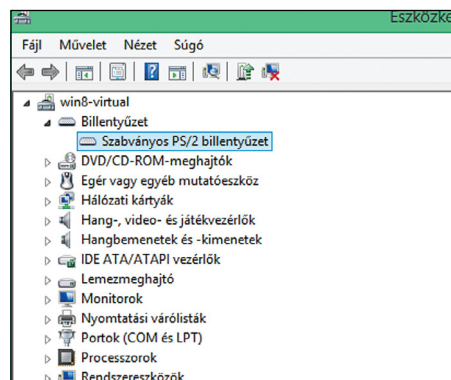 Eszközke
Fájl Művelet Nézet Súgó
win8-virtual
Billentyűzet
Szabványos PS/2 billentyűzet
DVD/CD-ROM-meghajtók
Egér vagy egyéb mutatóeszköz
Hálózati kártyák
Hang-, video- és játékvezérlők
Hangbemenetek és -kimenetek
IDE ATA/ATAPI vezérlők
Lemezmeghajtó
Monitorok
Nyomtatási várólisták
Portok (COM és LPT)
Processzorok
Rendszereszközök